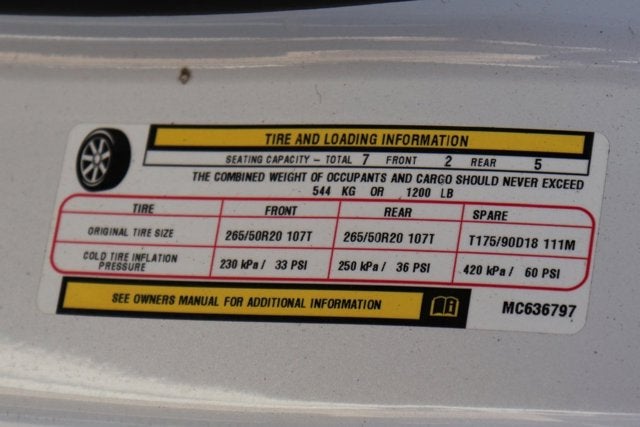 TIRE AND LOADING INFORMATION
SEATING CAPACITY – TOTAL 7 FRONT 2 REAR 5
THE COMBINED WEIGHT OF OCCUPANTS AND CARGO SHOULD NEVER EXCEED
544 KG OR 1200 LB
TIRE FRONT REAR SPARE
ORIGINAL TIRE SIZE 265/50R20 107T 265/50R20 107T T175/90D18 111M
COLD TIRE INFLATION
PRESSURE 230 kPa / 33 PSI 250 kPa / 36 PSI 420 kPa / 60 PSI
SEE OWNERS MANUAL FOR ADDITIONAL INFORMATION
MC636797